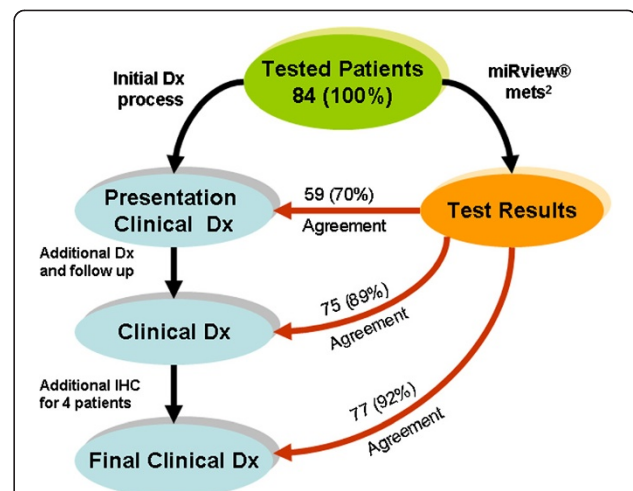 Tested Patients
84 (100%)
Initial Dx
process
miRview®
mets²
Presentation
Clinical Dx
59 (70%)
Agreement
Test Results
Additional Dx
and follow up
75 (89%)
Agreement
Clinical Dx
Additional IHC
for 4 patients
77 (92%)
Agreement
Final Clinical Dx